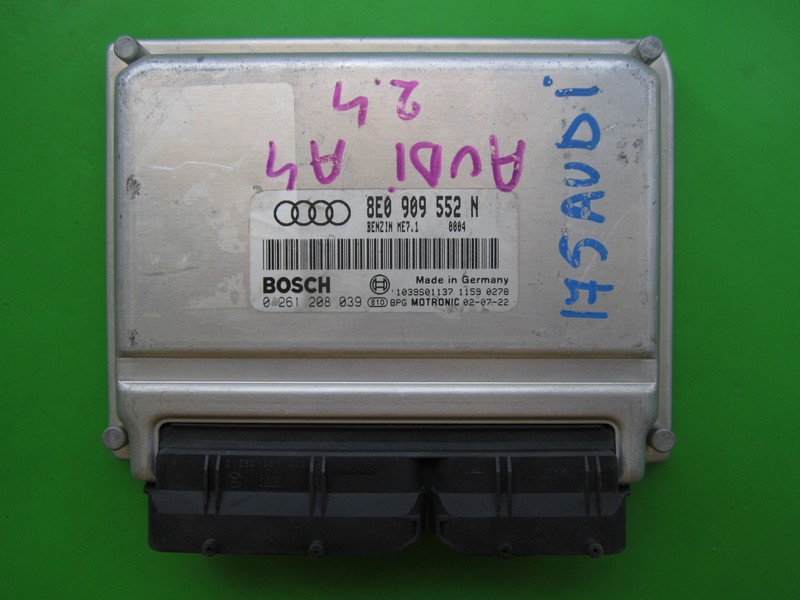 2.4
AUDi A4
175AUDi
8E0 909 552 N
BENZIN ME7.1 0004
BOSCH
Made in Germany
0 261 208 039
1039S01137 1159 0278
010 BPG MOTRONIC 02-07-22